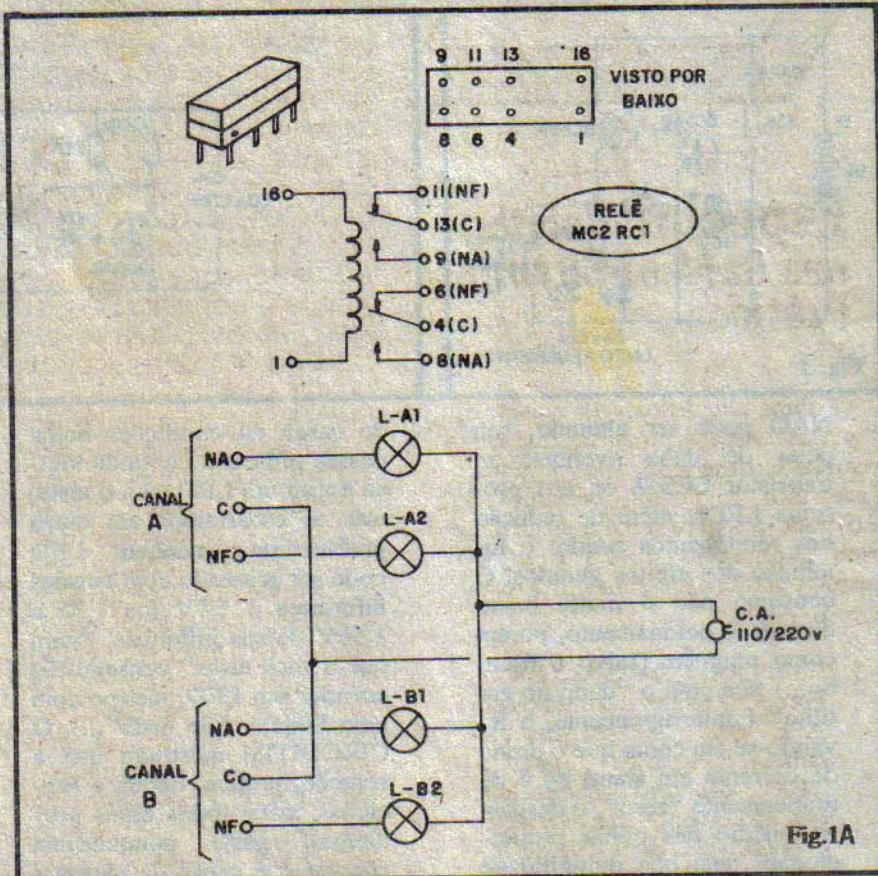 9 11 13 16
VISTO POR
BAIXO
8 6 4 1
16
11(NF)
13(C)
9(NA)
6(NF)
4(C)
8(NA)
1
RELÊ
MC2 RC1
L-A1
NA
CANAL
A
C
L-A2
NF
C.A.
110/220v
L-B1
NA
CANAL
B
C
L-B2
NF
Fig.1A